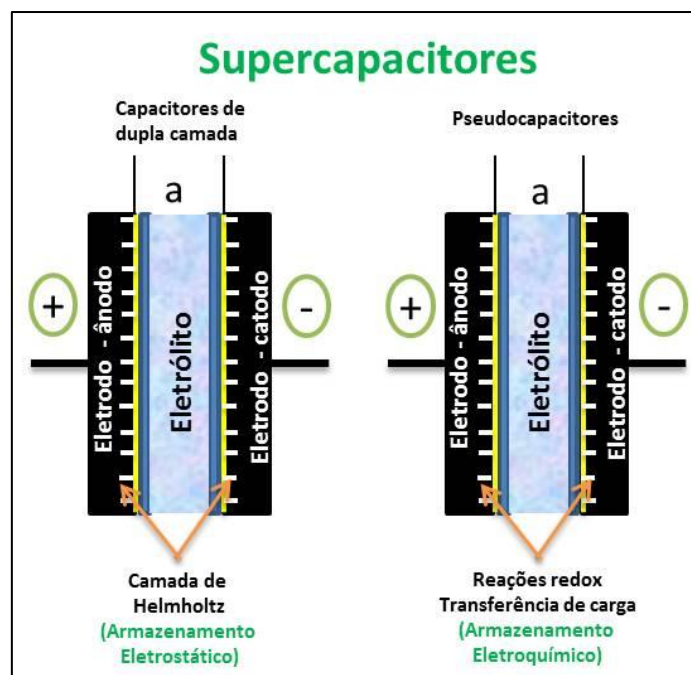 Supercapacitores
Capacitores de
dupla camada
a
+
Eletrodo - ânodo
Eletrólito
Eletrodo - catodo
-
Camada de
Helmholtz
(Armazenamento
Eletrostático)
Pseudocapacitores
a
+
Eletrodo - ânodo
Eletrólito
Eletrodo - catodo
-
Reações redox
Transferência de carga
(Armazenamento
Eletroquímico)